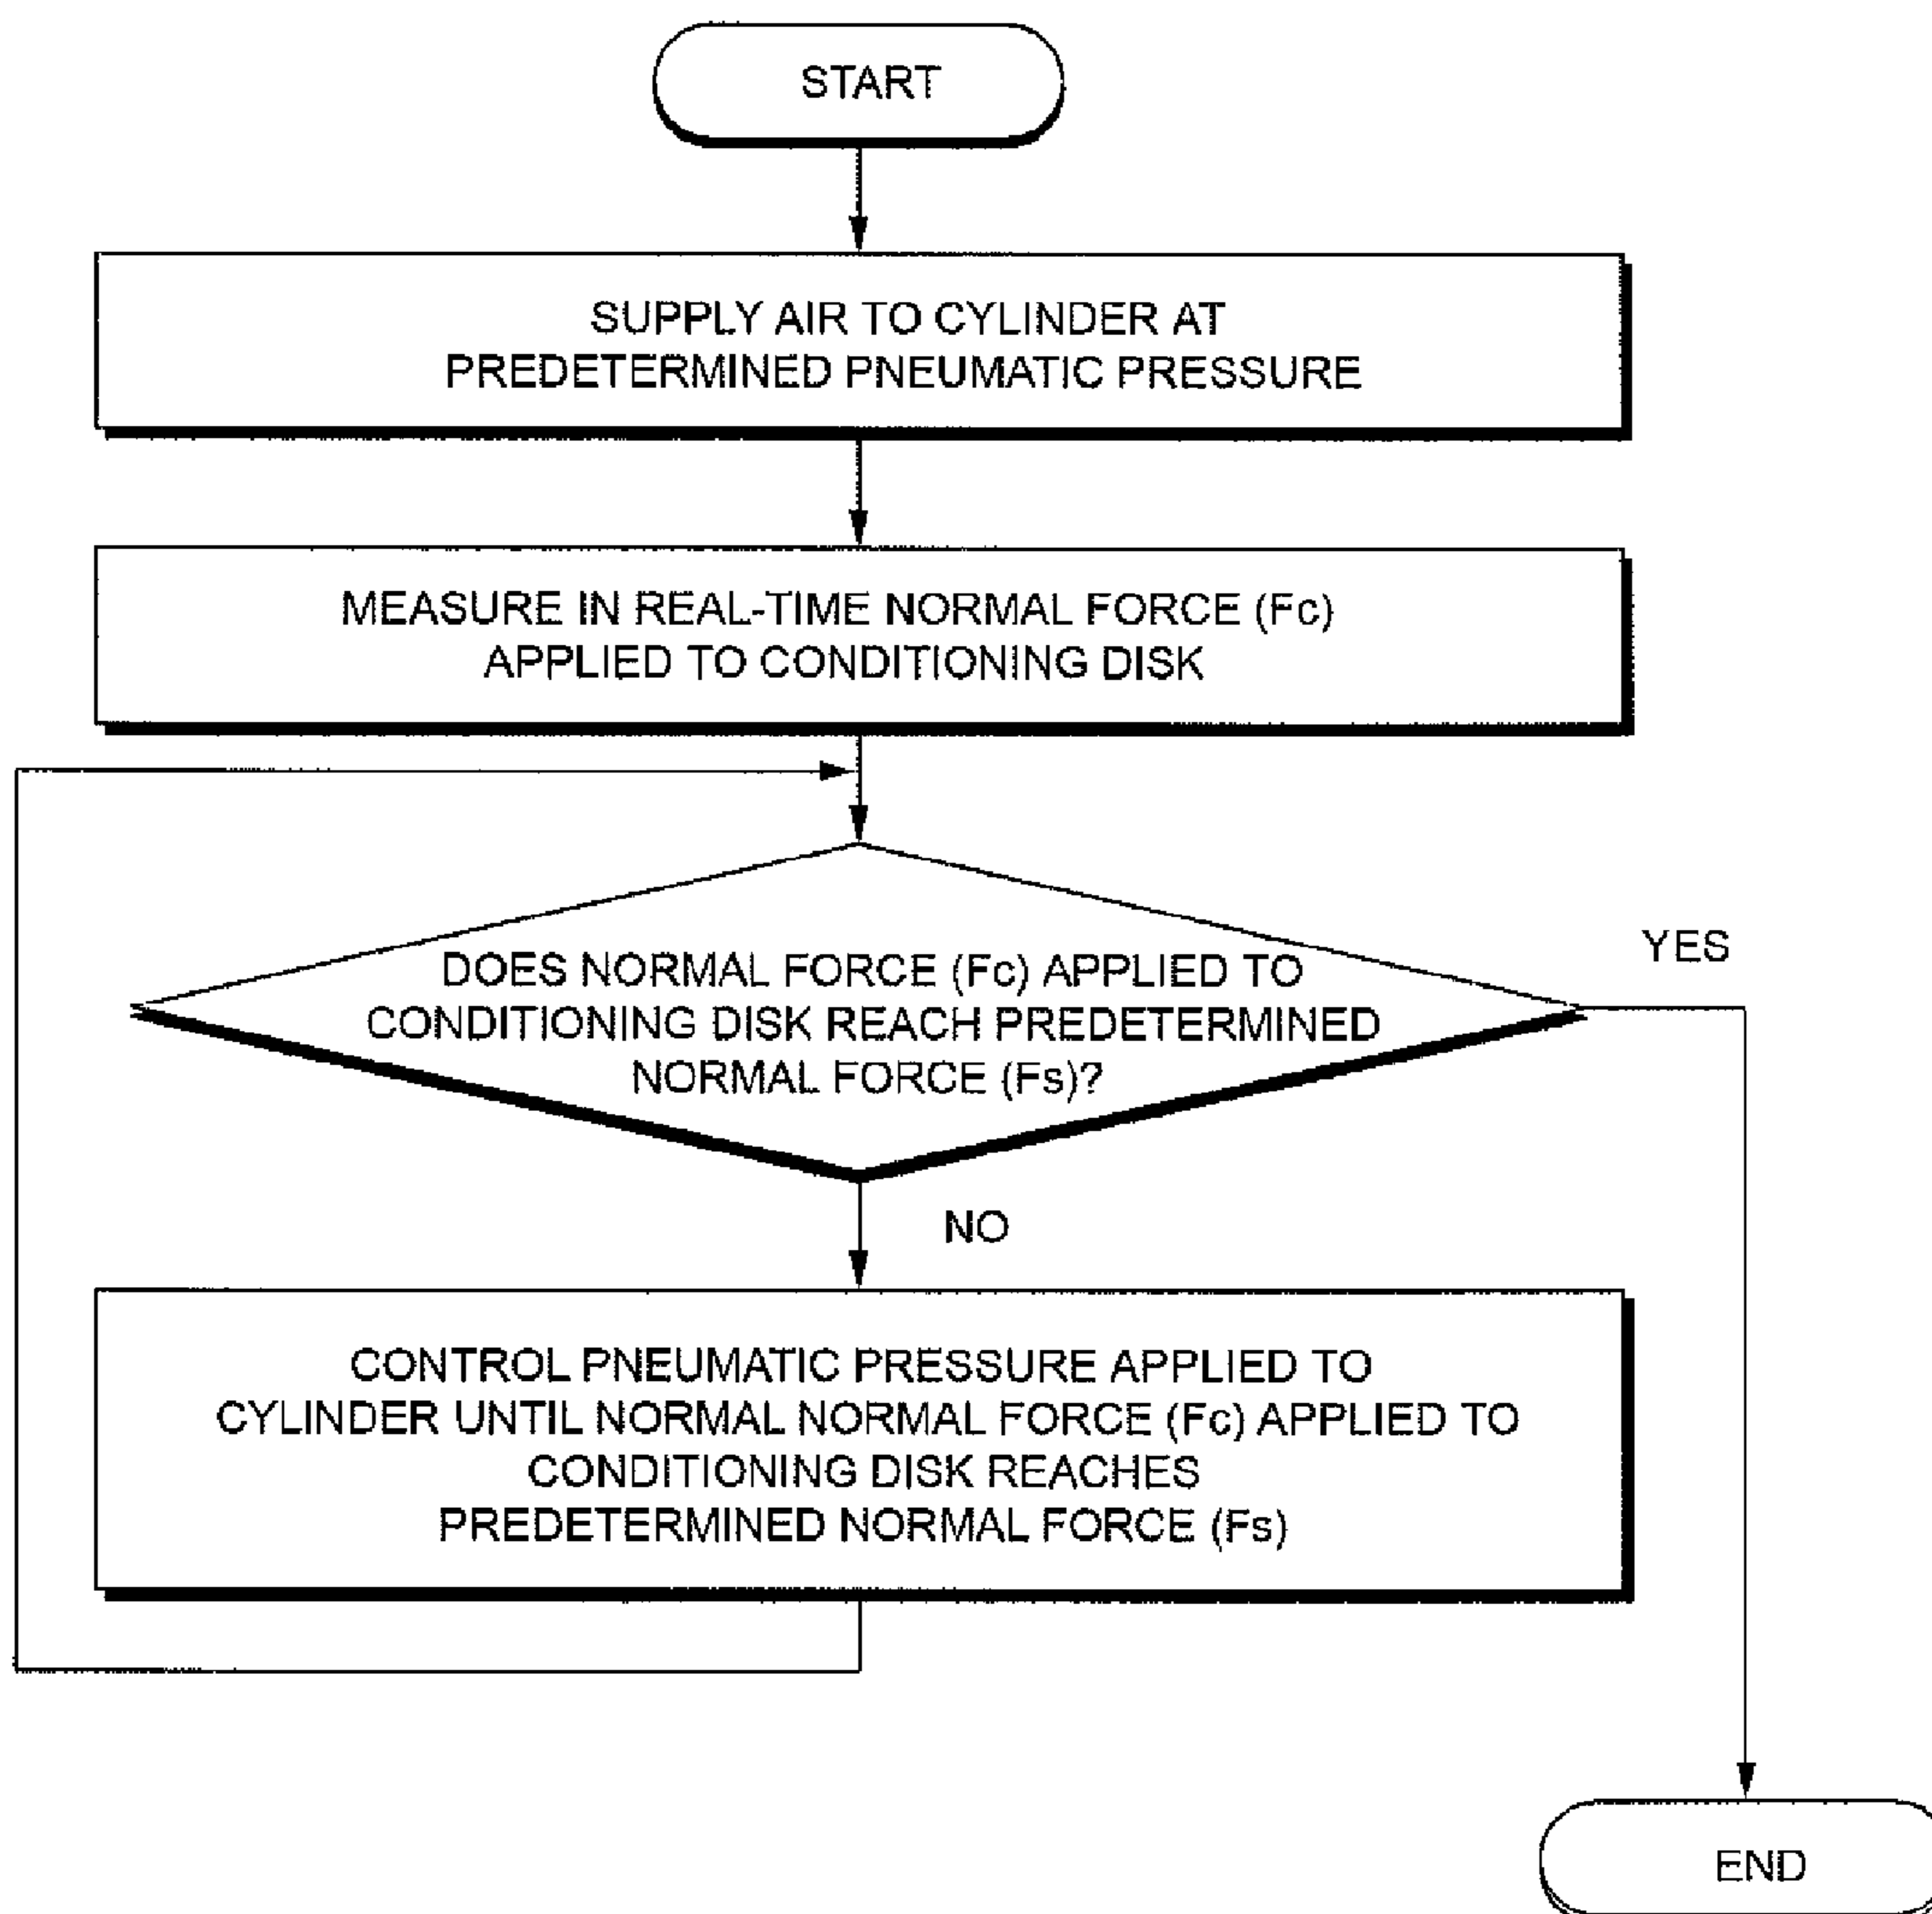 START
SUPPLY AIR TO CYLINDER AT
PREDETERMINED PNEUMATIC PRESSURE
MEASURE IN REAL-TIME NORMAL FORCE (Fc)
APPLIED TO CONDITIONING DISK
DOES NORMAL FORCE (Fc) APPLIED TO
CONDITIONING DISK REACH PREDETERMINED
NORMAL FORCE (Fs)?
YES
NO
CONTROL PNEUMATIC PRESSURE APPLIED TO
CYLINDER UNTIL NORMAL NORMAL FORCE (Fc) APPLIED TO
CONDITIONING DISK REACHES
PREDETERMINED NORMAL FORCE (Fs)
END